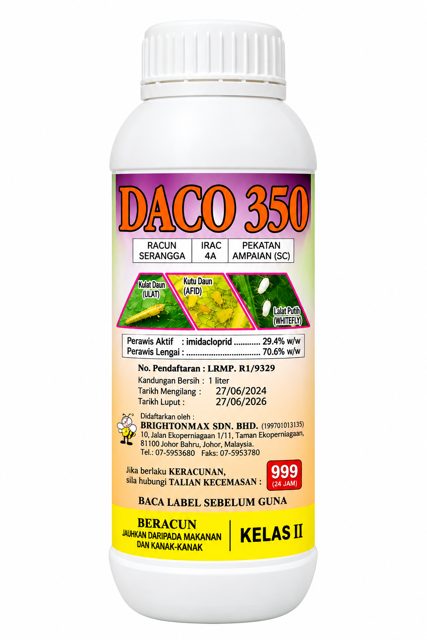 DACO 350
RACUN SERANGGA
IRAC 4A
PEKATAN AMPAIAN (SC)
Kulat Daun (ULAT)
Kutu Daun (AFID)
Lalat Putih (WHITEFLY)
Perawis Aktif : imidacloprid ............ 29.4% w/w
Perawis Lengai : ................................. 70.6% w/w
No. Pendaftaran : LRMP. R1/9329
Kandungan Bersih : 1 liter
Tarikh Mengilang : 27/06/2024
Tarikh Luput : 27/06/2026
Didaftarkan oleh :
BRIGHTONMAX SDN. BHD. (199701013135)
10, Jalan Ekoperniagaan 1/11, Taman Ekoperniagaan,
81100 Johor Bahru, Johor, Malaysia.
Tel.: 07-5953680 Faks: 07-5953780
Jika berlaku KERACUNAN,
sila hubungi TALIAN KECEMASAN :
999
(24 JAM)
BACA LABEL SEBELUM GUNA
BERACUN
JAUHKAN DARIPADA MAKANAN
DAN KANAK-KANAK
KELAS II